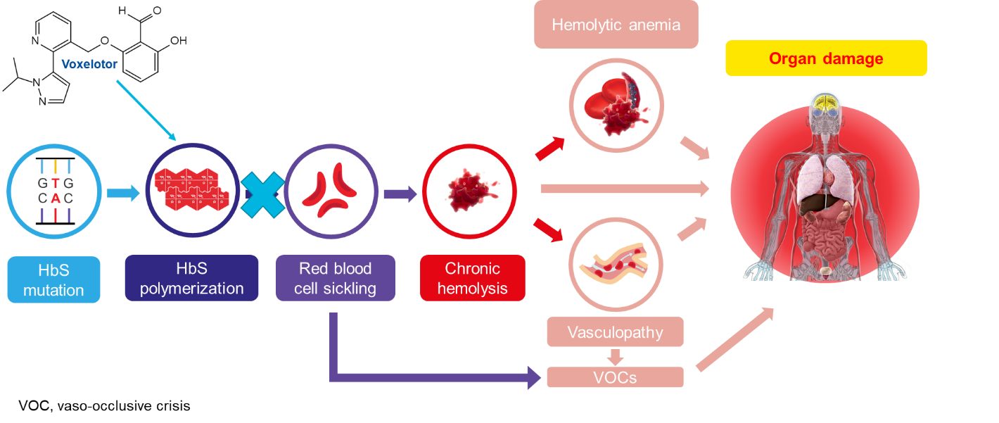 H
O
N
O
OH
Voxelotor
N
N
Hemolytic anemia
Organ damage
G T G
C A C
HbS
mutation
HbS
polymerization
Red blood
cell sickling
Chronic
hemolysis
Vasculopathy
VOCs
VOC, vaso-occlusive crisis